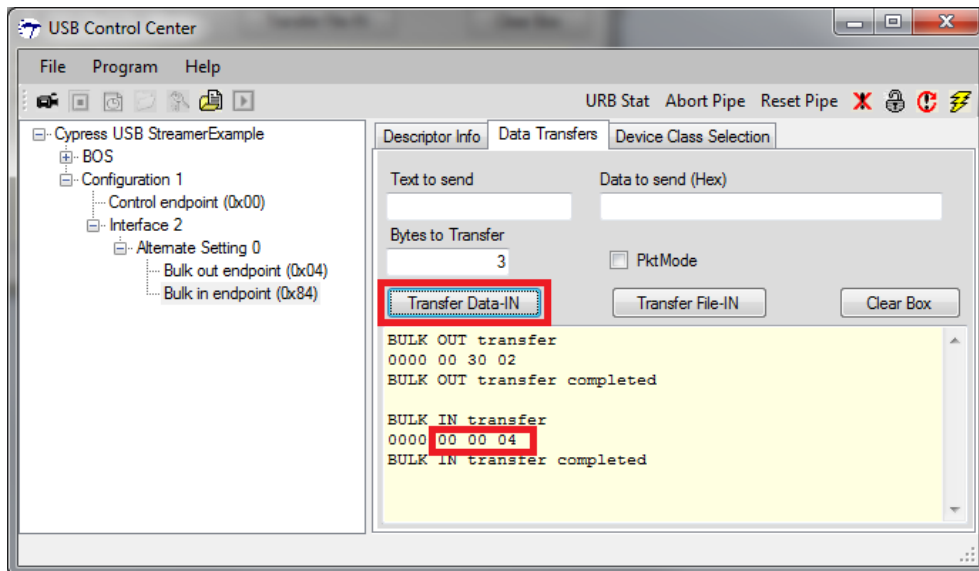 USB Control Center
File Program Help
URB Stat Abort Pipe Reset Pipe
Cypress USB StreamerExample
BOS
Configuration 1
Control endpoint (0x00)
Interface 2
Alternate Setting 0
Bulk out endpoint (0x04)
Bulk in endpoint (0x84)
Descriptor Info Data Transfers Device Class Selection
Text to send Data to send (Hex)
Bytes to Transfer
3 PktMode
Transfer Data-IN Transfer File-IN Clear Box
BULK OUT transfer
0000 00 30 02
BULK OUT transfer completed
BULK IN transfer
0000 00 00 04
BULK IN transfer completed